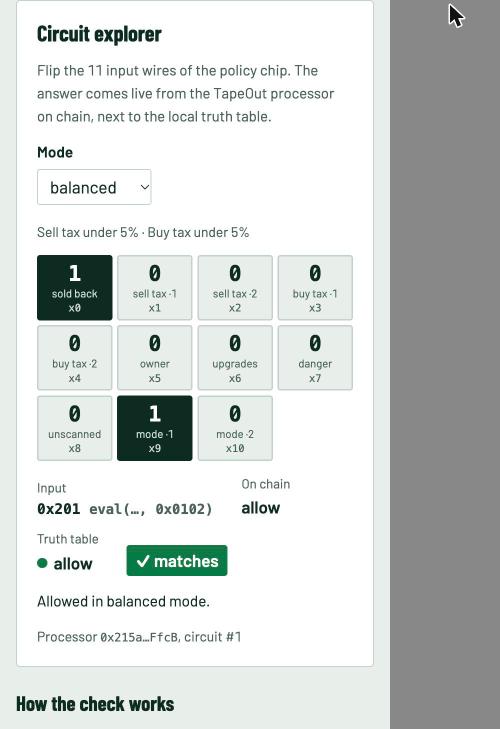 Circuit explorer
Flip the 11 input wires of the policy chip. The
answer comes live from the TapeOut processor
on chain, next to the local truth table.
Mode
balanced
Sell tax under 5% · Buy tax under 5%
1 0 0 0
sold back sell tax ·1 sell tax ·2 buy tax ·1
x0 x1 x2 x3
0 0 0 0
buy tax ·2 owner upgrades danger
x4 x5 x6 x7
0 1 0
unscanned mode ·1 mode ·2
x8 x9 x10
Input On chain
0x201 eval(…, 0x0102) allow
Truth table
allow ✓ matches
Allowed in balanced mode.
Processor 0x215a…FfcB, circuit #1
How the check works